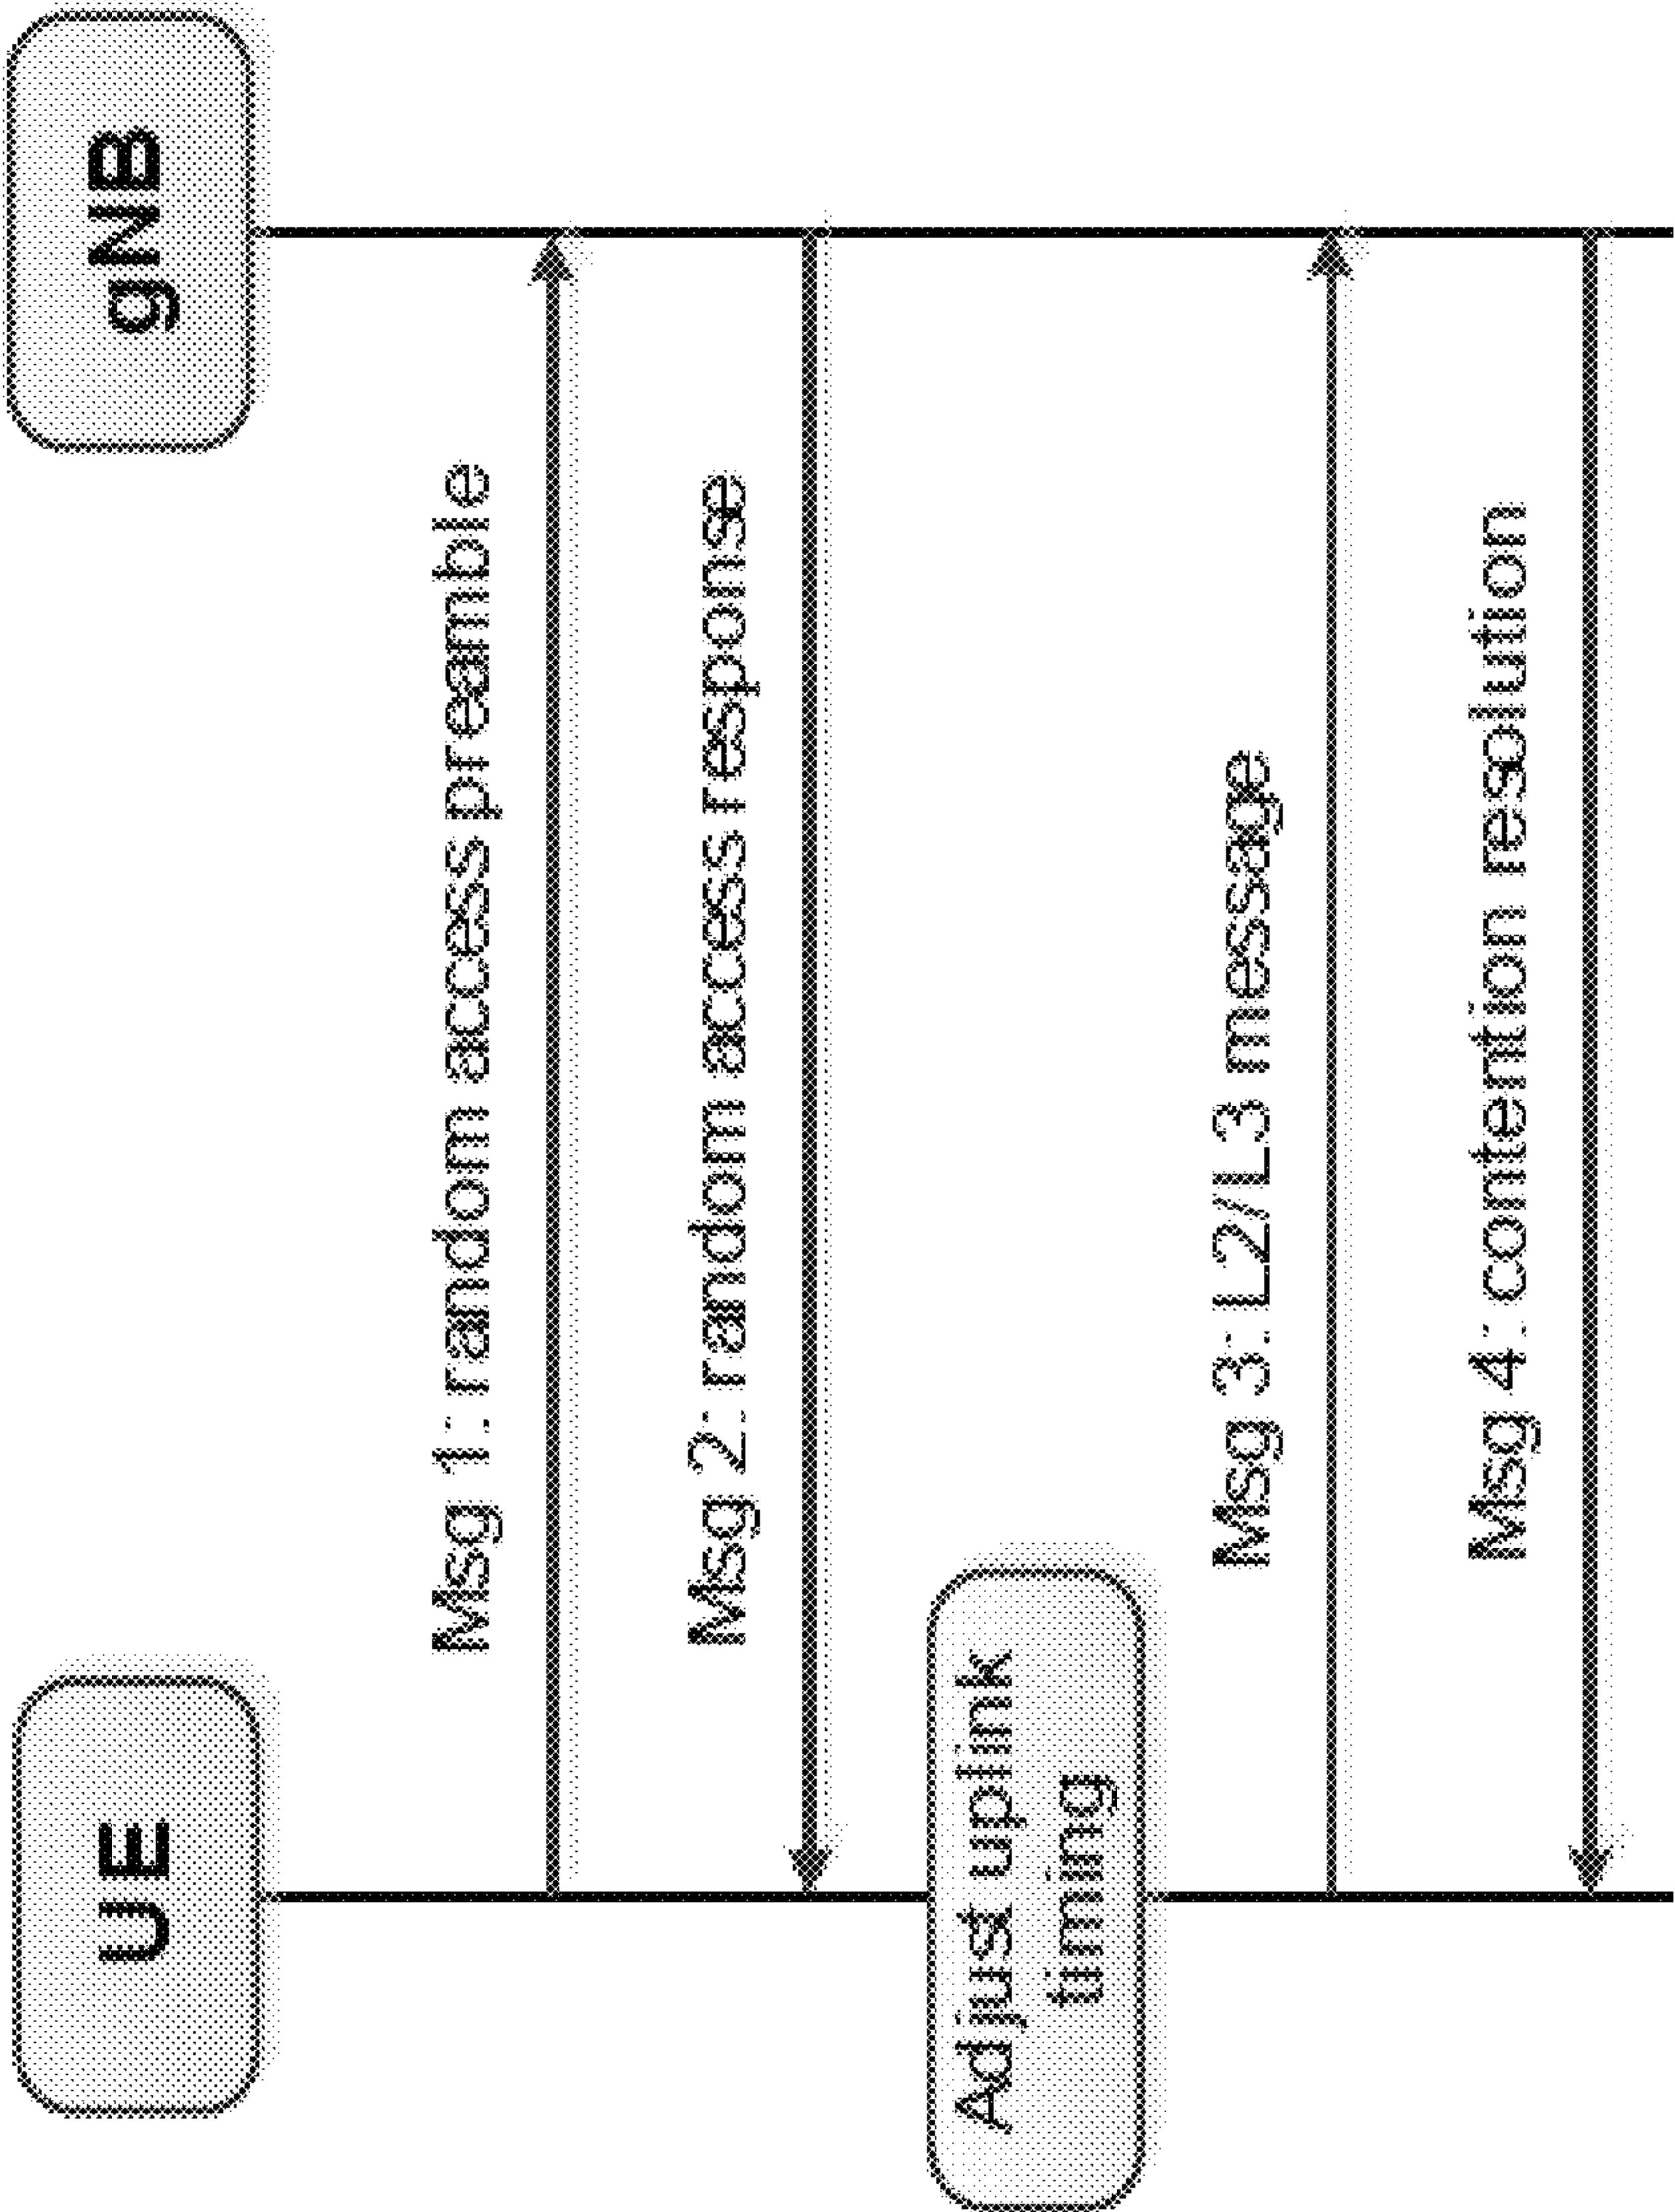 UE
gNB
Msg 1: random access preamble
Msg 2: random access response
Adjust uplink
timing
Msg 3: L2/L3 message
Msg 4: contention resolution